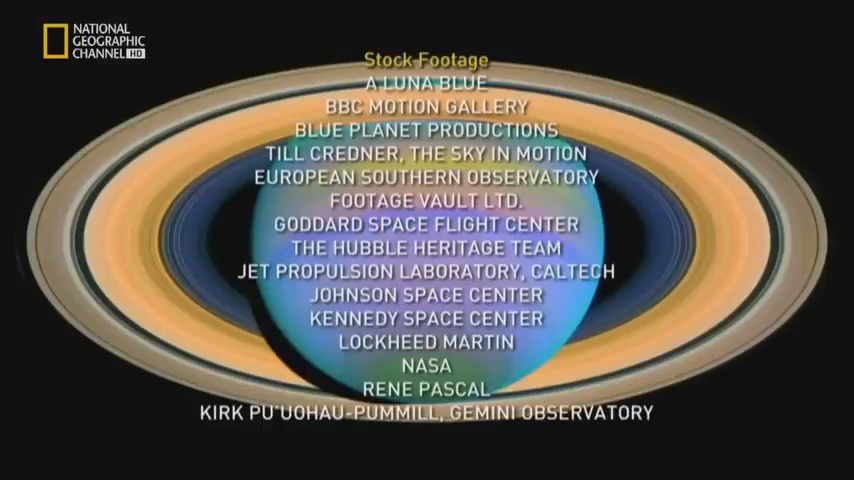 NATIONAL
GEOGRAPHIC
CHANNEL HD
Stock Footage
A LUNA BLUE
BBC MOTION GALLERY
BLUE PLANET PRODUCTIONS
TILL CREDNER, THE SKY IN MOTION
EUROPEAN SOUTHERN OBSERVATORY
FOOTAGE VAULT LTD.
GODDARD SPACE FLIGHT CENTER
THE HUBBLE HERITAGE TEAM
JET PROPULSION LABORATORY, CALTECH
JOHNSON SPACE CENTER
KENNEDY SPACE CENTER
LOCKHEED MARTIN
NASA
RENE PASCAL
KIRK PU'UOHAU-PUMMILL, GEMINI OBSERVATORY